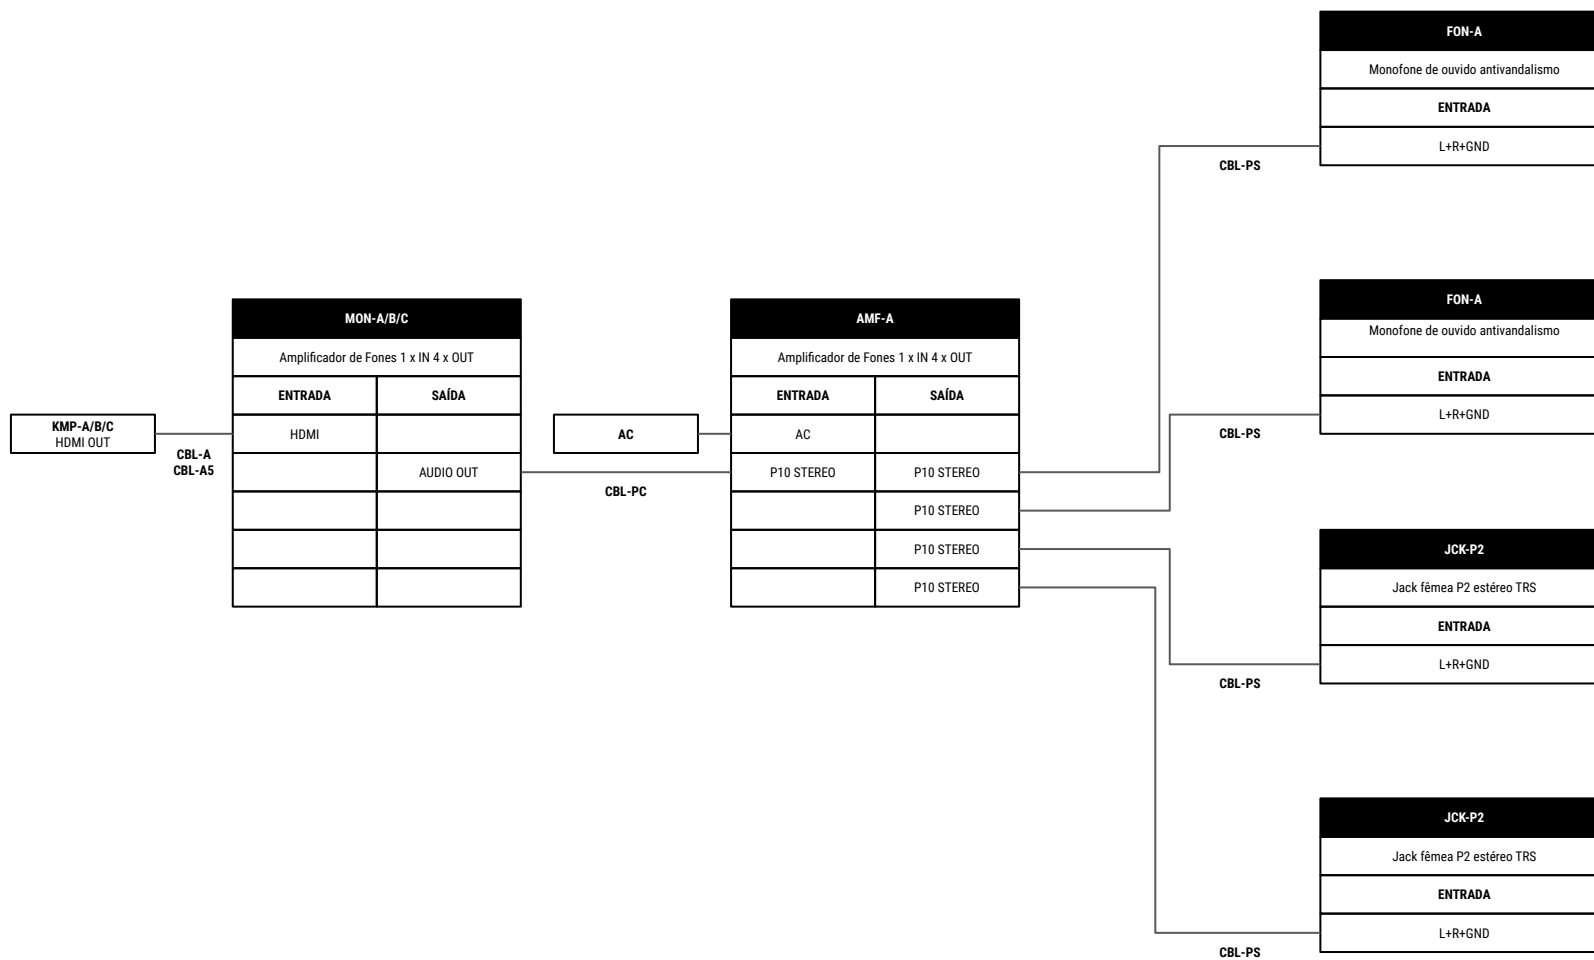 KMP-A/B/C
HDMI OUT
CBL-A
CBL-A5
MON-A/B/C
Amplificador de Fones 1 x IN 4 x OUT
ENTRADA
SAÍDA
HDMI
AUDIO OUT
CBL-PC
AC
AMF-A
Amplificador de Fones 1 x IN 4 x OUT
ENTRADA
SAÍDA
AC
P10 STEREO
P10 STEREO
P10 STEREO
P10 STEREO
P10 STEREO
CBL-PS
FON-A
Monofone de ouvido antivandalismo
ENTRADA
L+R+GND
CBL-PS
FON-A
Monofone de ouvido antivandalismo
ENTRADA
L+R+GND
CBL-PS
JCK-P2
Jack fêmea P2 estéreo TRS
ENTRADA
L+R+GND
CBL-PS
JCK-P2
Jack fêmea P2 estéreo TRS
ENTRADA
L+R+GND